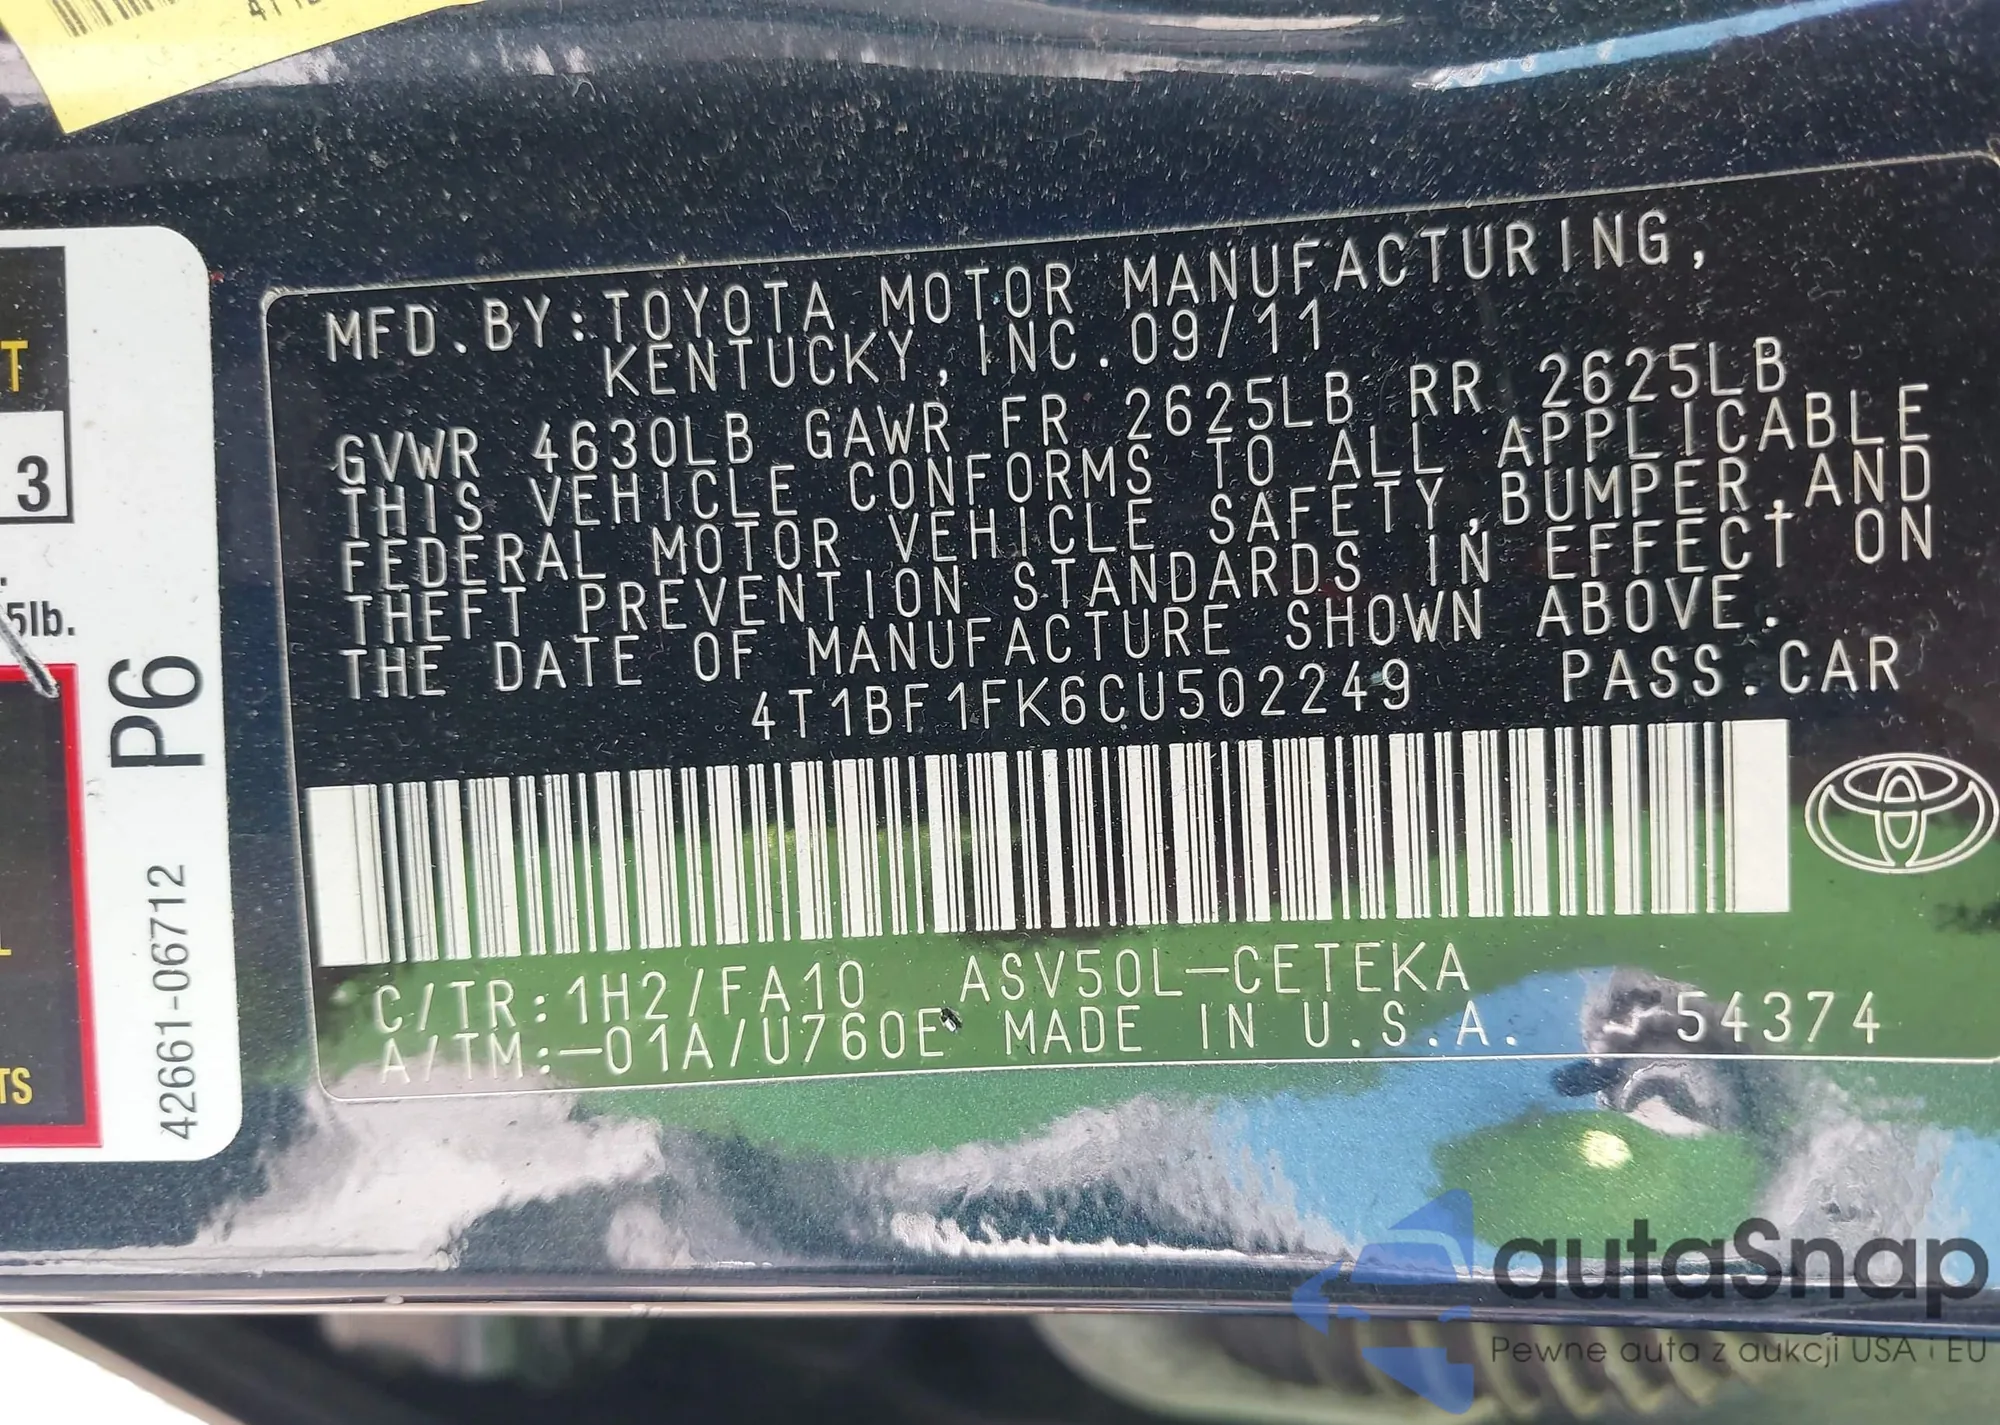 T
3
5lb.
P6
42661-06712
TS
MFD.BY:TOYOTA MOTOR MANUFACTURING,
KENTUCKY, INC.09/11
GVWR 4630LB GAWR FR 2625LB RR 2625LB
THIS VEHICLE CONFORMS TO ALL APPLICABLE
FEDERAL MOTOR VEHICLE SAFETY,BUMPER,AND
THEFT PREVENTION STANDARDS IN EFFECT ON
THE DATE OF MANUFACTURE SHOWN ABOVE.
4T1BF1FK6CU502249 PASS.CAR
C/TR:1H2/FA10 ASV50L-CETEKA
A/TM:-01A/U760E MADE IN U.S.A. 54374
autaSnap
Pewne auta z aukcji USA i EU